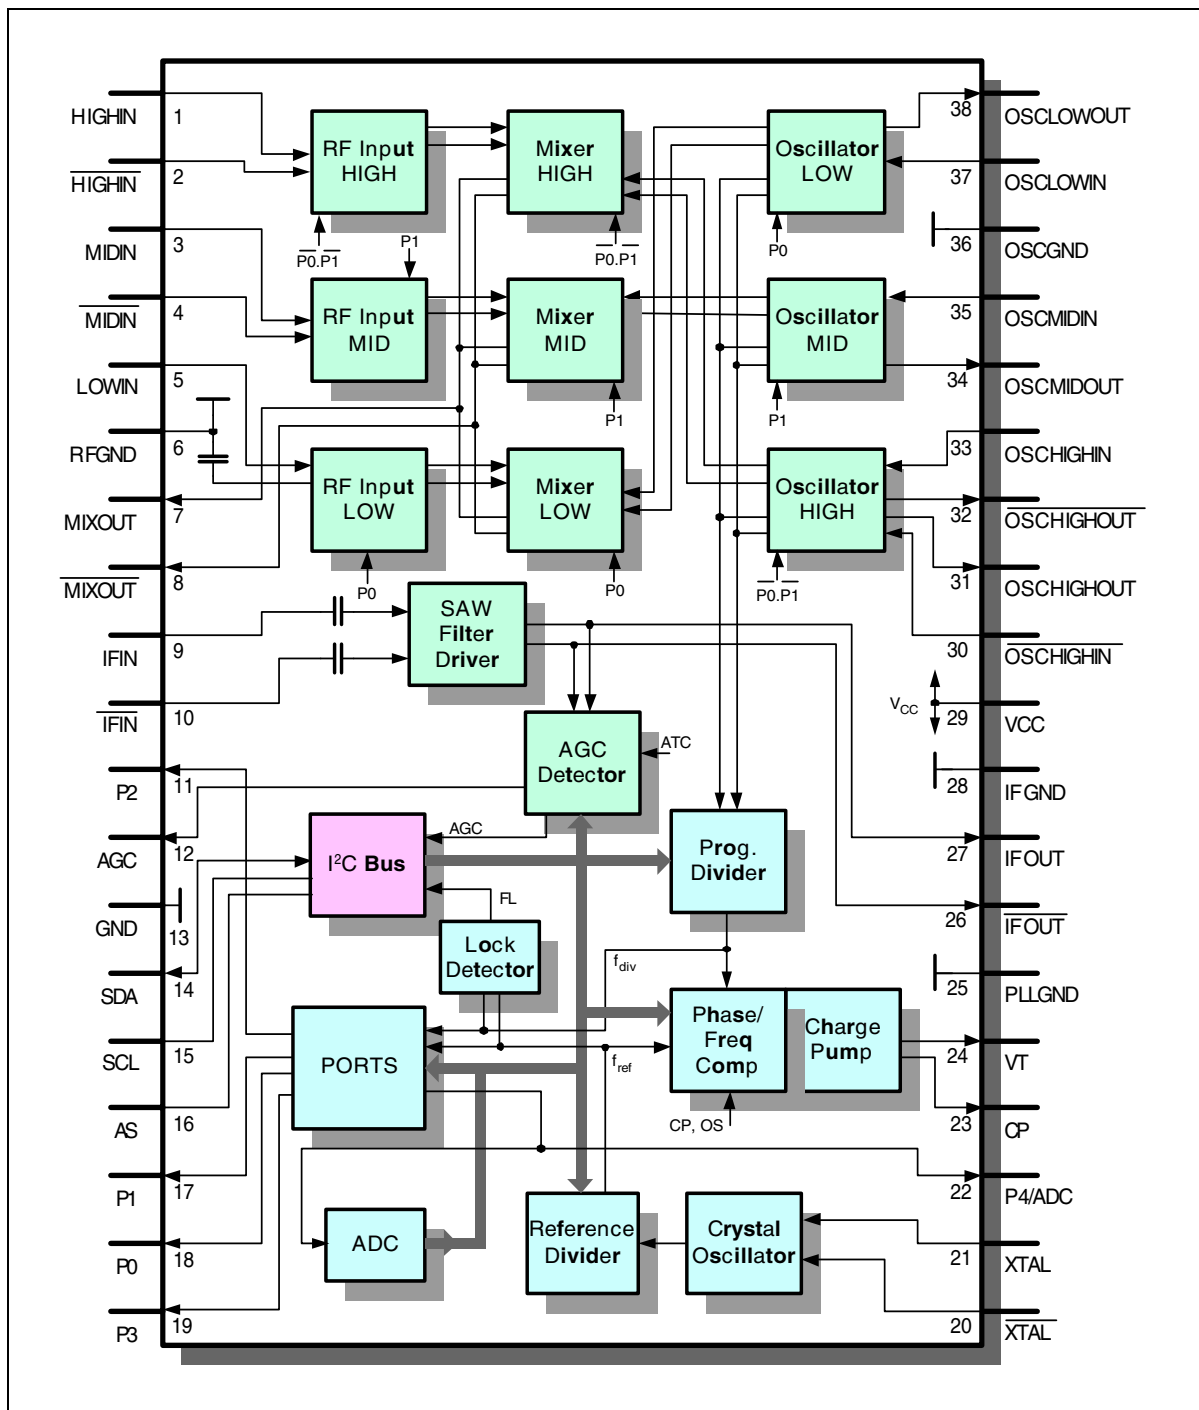 HIGHIN
1
HIGHIN
2
MIDIN
3
MIDIN
4
LOWIN
5
RFGND
6
MIXOUT
7
MIXOUT
8
IFIN
9
IFIN
10
P2
11
AGC
12
GND
13
SDA
14
SCL
15
AS
16
P1
17
P0
18
P3
19
RF Input
HIGH
P0.P1
Mixer
HIGH
P0.P1
Oscillator
LOW
P0
P1
RF Input
MID
Mixer
MID
P1
Oscillator
MID
P1
RF Input
LOW
P0
Mixer
LOW
P0
Oscillator
HIGH
P0.P1
SAW
Filter
Driver
AGC
Detector
ATC
AGC
I²C Bus
FL
Prog.
Divider
Lock
Detector
fdiv
PORTS
fref
Phase/
Freq
Comp
Charge
Pump
CP, OS
ADC
Reference
Divider
Crystal
Oscillator
VCC
38
OSCLOWOUT
37
OSCLOWIN
36
OSCGND
35
OSCMIDIN
34
OSCMIDOUT
33
OSCHIGHIN
32
OSCHIGHOUT
31
OSCHIGHOUT
30
OSCHIGHIN
29
VCC
28
IFGND
27
IFOUT
26
IFOUT
25
PLLGND
24
VT
23
CP
22
P4/ADC
21
XTAL
20
XTAL